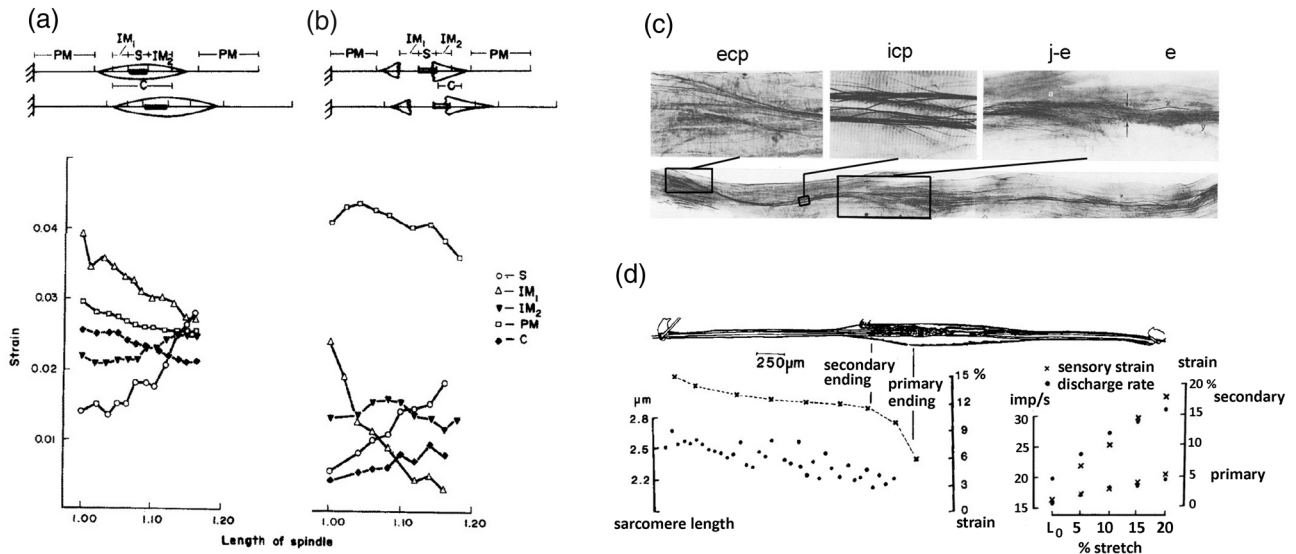 (a)
IM1
PM
S
IM2
PM
C
0.04
0.03
0.02
0.01
Strain
1.00
1.10
1.20
Length of spindle
(b)
PM
IM1
IM2
S
PM
C
S
IM1
IM2
PM
C
1.00
1.10
1.20
(c)
ecp
icp
j-e
e
(d)
250µm
secondary
ending
primary
ending
µm
2.8
2.5
2.2
sarcomere length
15 %
12
9
6
3
0
strain
× sensory strain
• discharge rate
strain
imp/s
30
25
20
15
20 %
15
10
5
0
secondary
primary
L0 5 10 15 20
% stretch